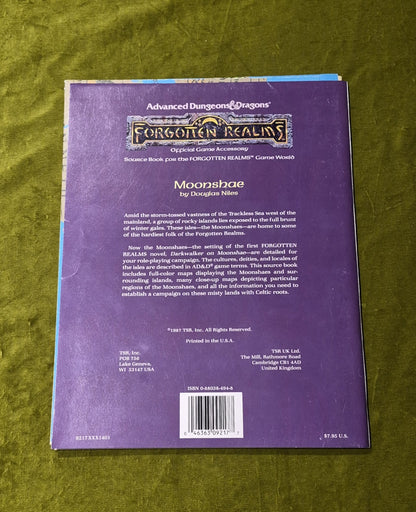 Advanced Dungeons&Dragons®
FORGOTTEN REALMS™
Official Game Accessory
Source Book for the FORGOTTEN REALMS™ Game World
Moonshae
by Douglas Niles
Amid the storm-tossed vastness of the Trackless Sea west of the
mainland, a group of rocky islands lies exposed to the full brunt
of winter gales. These isles—the Moonshaes—are home to some
of the hardiest folk of the Forgotten Realms.
Now the Moonshaes—the setting of the first FORGOTTEN
REALMS novel, Darkwalker on Moonshae—are detailed for
your role-playing campaign. The cultures, deities, and locales of
the isles are described in AD&D® game terms. This source book
includes full-color maps displaying the Moonshaes and sur-
rounding islands, many close-up maps depicting particular
regions of the Moonshaes, and all the information you need to
establish a campaign on these misty lands with Celtic roots.
©1987 TSR, Inc. All Rights Reserved.
Printed in the U.S.A.
TSR, Inc.
POB 756
Lake Geneva,
WI 53147 USA
TSR UK Ltd.
The Mill, Rathmore Road
Cambridge CB1 4AD
United Kingdom
ISBN 0-88038-494-8
6 46363 09217 7
9217XXX1401
$7.95 U.S.